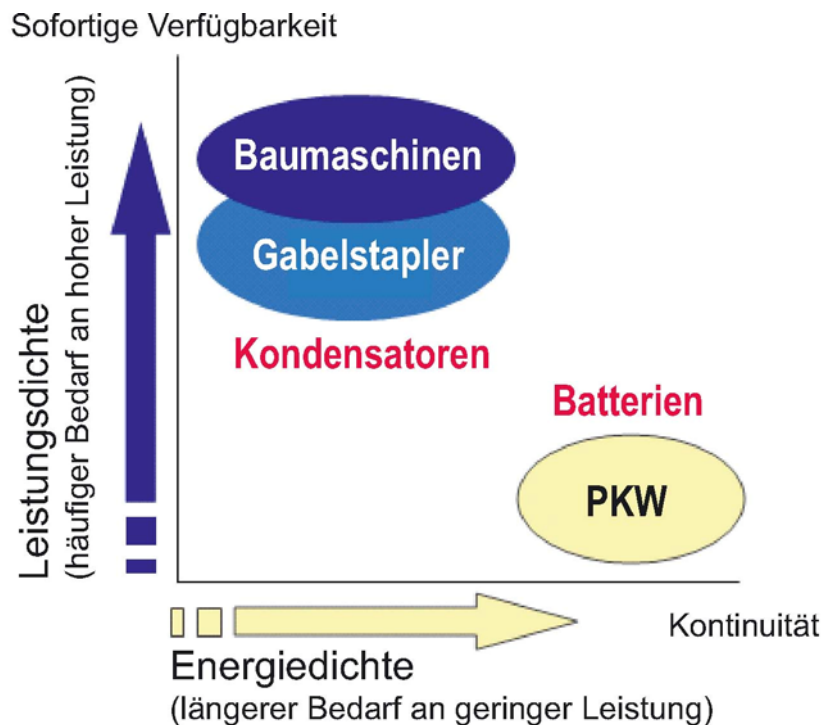 Sofortige Verfügbarkeit
Leistungsdichte
(häufiger Bedarf an hoher Leistung)
Baumaschinen
Gabelstapler
Kondensatoren
Batterien
PKW
Kontinuität
Energiedichte
(längerer Bedarf an geringer Leistung)